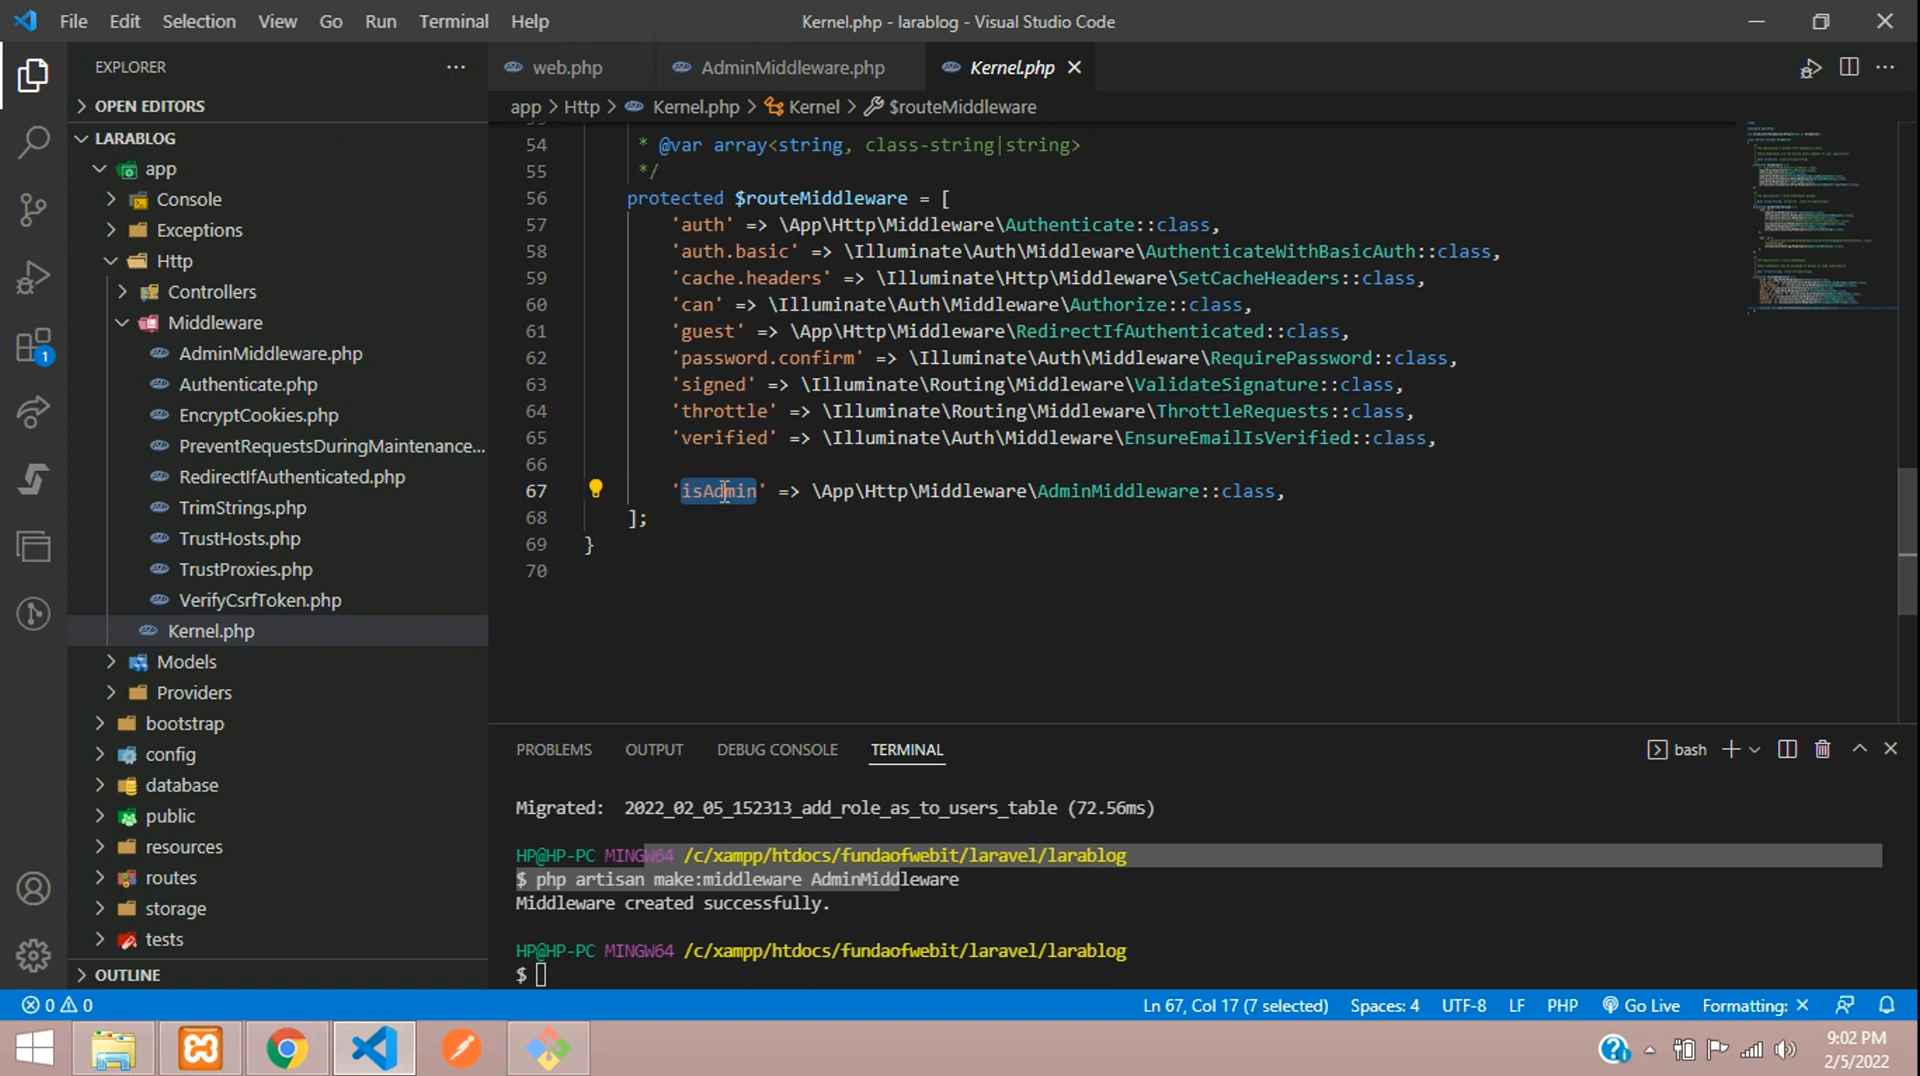 File Edit Selection View Go Run Terminal Help
Kernel.php - larablog - Visual Studio Code
EXPLORER
web.php
AdminMiddleware.php
Kernel.php
OPEN EDITORS
app > Http > Kernel.php > Kernel > $routeMiddleware
LARABLOG
app
Console
Exceptions
Http
Controllers
Middleware
AdminMiddleware.php
Authenticate.php
EncryptCookies.php
PreventRequestsDuringMaintenance...
RedirectIfAuthenticated.php
TrimStrings.php
TrustHosts.php
TrustProxies.php
VerifyCsrfToken.php
Kernel.php
Models
Providers
bootstrap
config
database
public
resources
routes
storage
tests
OUTLINE
54 * @var array<string, class-string|string>
55 */
56 protected $routeMiddleware = [
57 'auth' => \App\Http\Middleware\Authenticate::class,
58 'auth.basic' => \Illuminate\Auth\Middleware\AuthenticateWithBasicAuth::class,
59 'cache.headers' => \Illuminate\Http\Middleware\SetCacheHeaders::class,
60 'can' => \Illuminate\Auth\Middleware\Authorize::class,
61 'guest' => \App\Http\Middleware\RedirectIfAuthenticated::class,
62 'password.confirm' => \Illuminate\Auth\Middleware\RequirePassword::class,
63 'signed' => \Illuminate\Routing\Middleware\ValidateSignature::class,
64 'throttle' => \Illuminate\Routing\Middleware\ThrottleRequests::class,
65 'verified' => \Illuminate\Auth\Middleware\EnsureEmailIsVerified::class,
66
67 'isAdmin' => \App\Http\Middleware\AdminMiddleware::class,
68 ];
69 }
70
PROBLEMS OUTPUT DEBUG CONSOLE TERMINAL
bash
Migrated: 2022_02_05_152313_add_role_as_to_users_table (72.56ms)
HP@HP-PC MINGW64 /c/xampp/htdocs/fundaofwebit/laravel/larablog
$ php artisan make:middleware AdminMiddleware
Middleware created successfully.
HP@HP-PC MINGW64 /c/xampp/htdocs/fundaofwebit/laravel/larablog
$
1
0 0
Ln 67, Col 17 (7 selected) Spaces: 4 UTF-8 LF PHP Go Live Formatting: ×
9:02 PM
2/5/2022